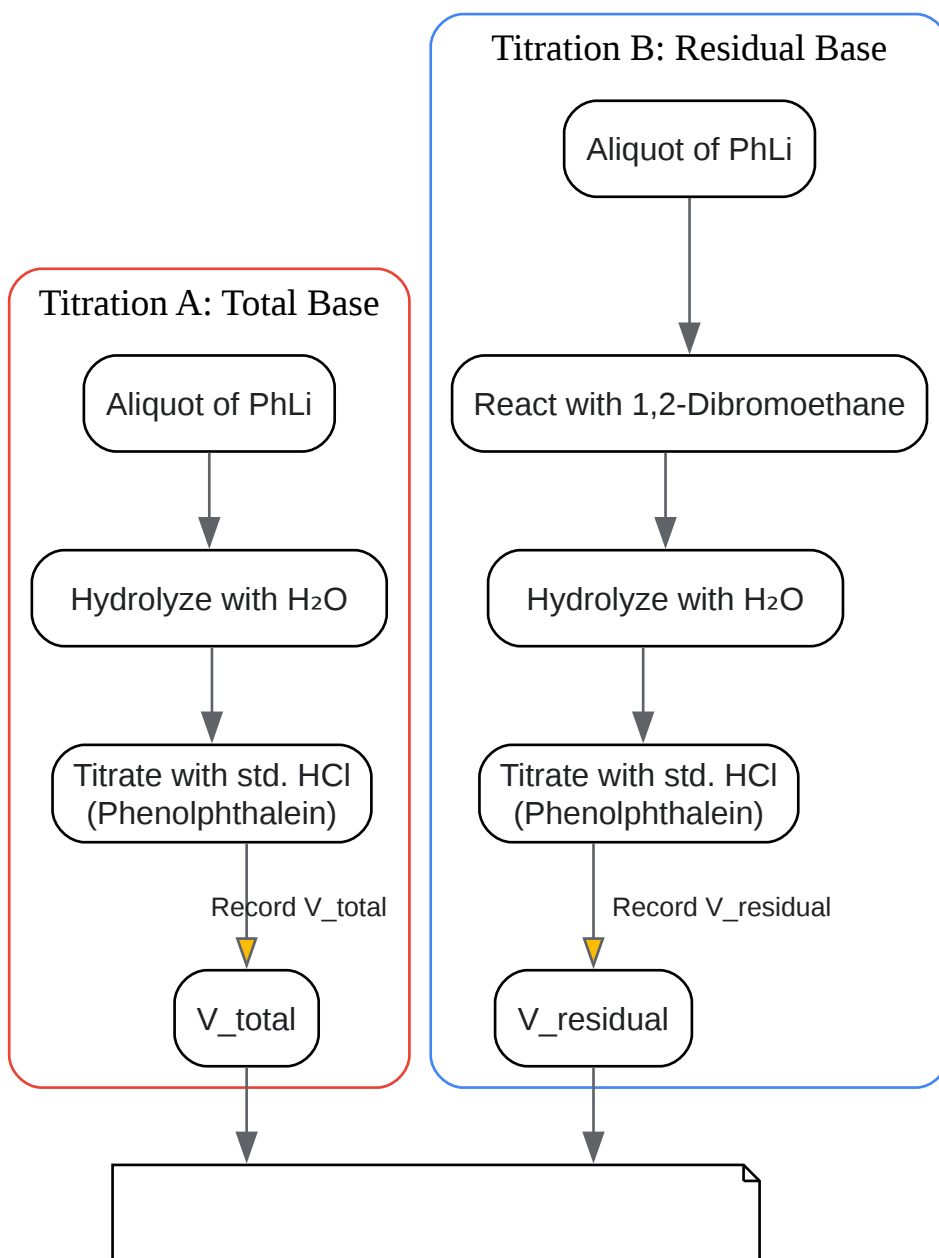 Titration A: Total Base
Aliquot of PhLi
Hydrolyze with H₂O
Titrate with std. HCl
(Phenolphthalein)
Record V_total
V_total
Titration B: Residual Base
Aliquot of PhLi
React with 1,2-Dibromoethane
Hydrolyze with H₂O
Titrate with std. HCl
(Phenolphthalein)
Record V_residual
V_residual